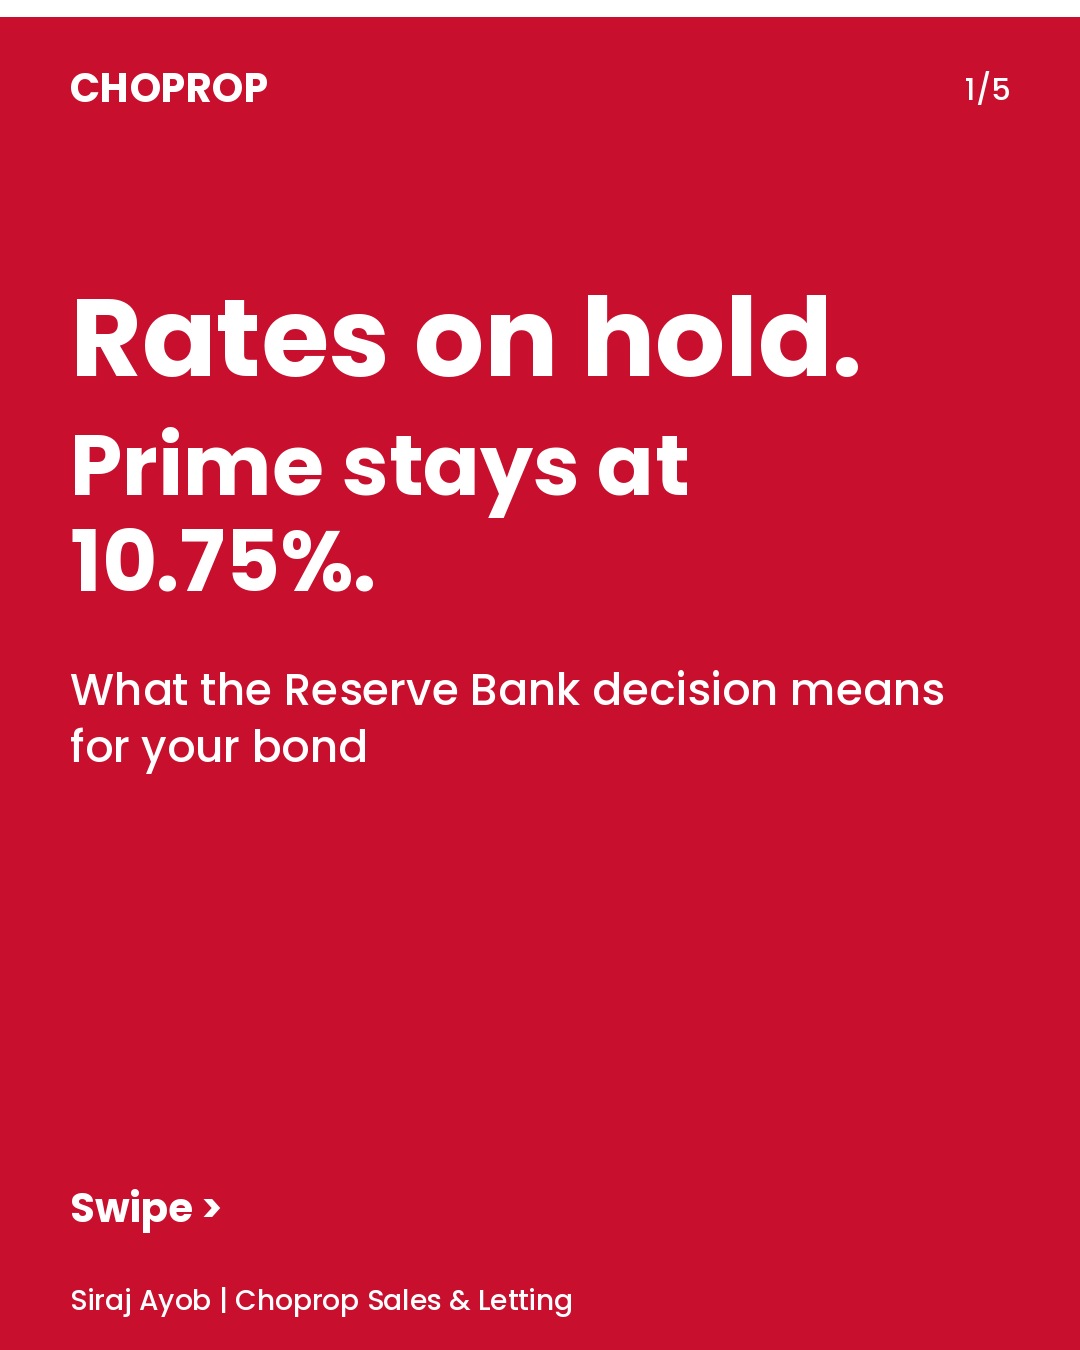 CHOPROP
1/5
Rates on hold.
Prime stays at
10.75%.
What the Reserve Bank decision means
for your bond
Swipe >
Siraj Ayob | Choprop Sales & Letting